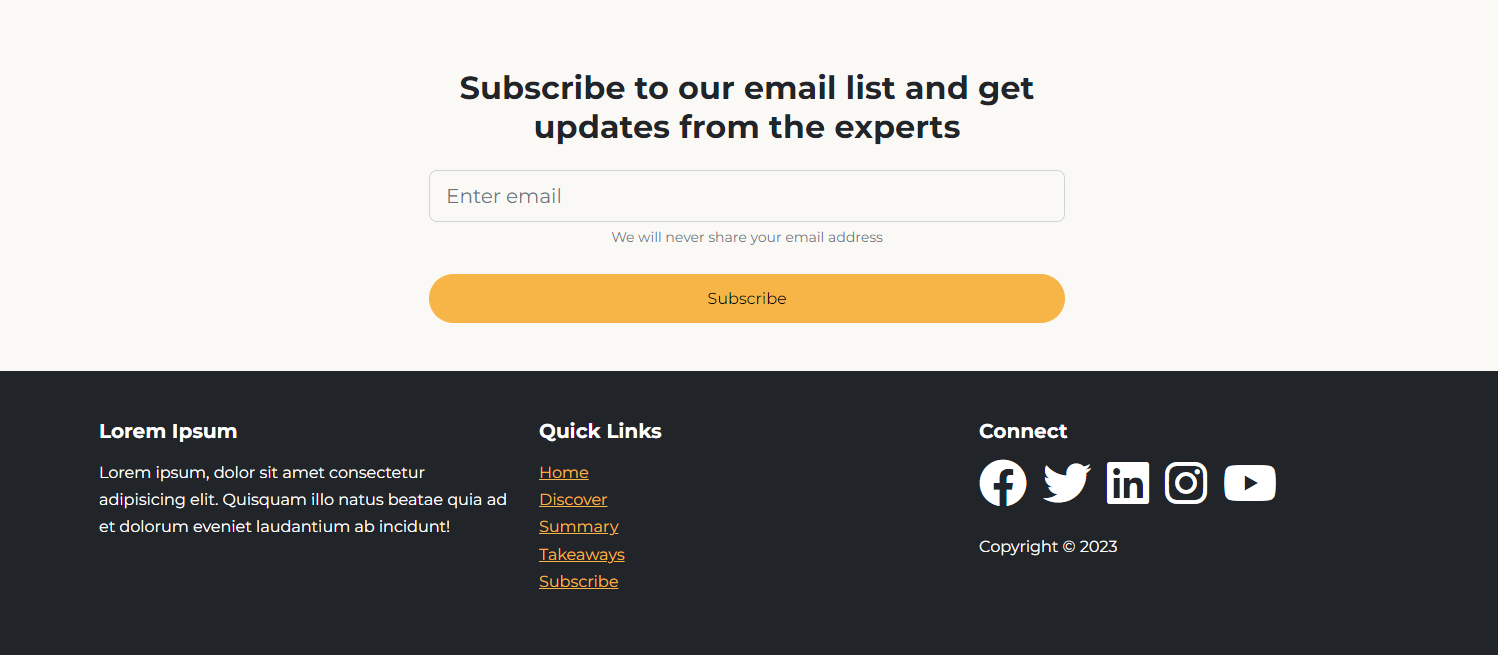 Subscribe to our email list and get
updates from the experts
Enter email
We will never share your email address
Subscribe
Lorem Ipsum
Lorem ipsum, dolor sit amet consectetur
adipisicing elit. Quisquam illo natus beatae quia ad
et dolorum eveniet laudantium ab incidunt!
Quick Links
Home
Discover
Summary
Takeaways
Subscribe
Connect
Copyright © 2023